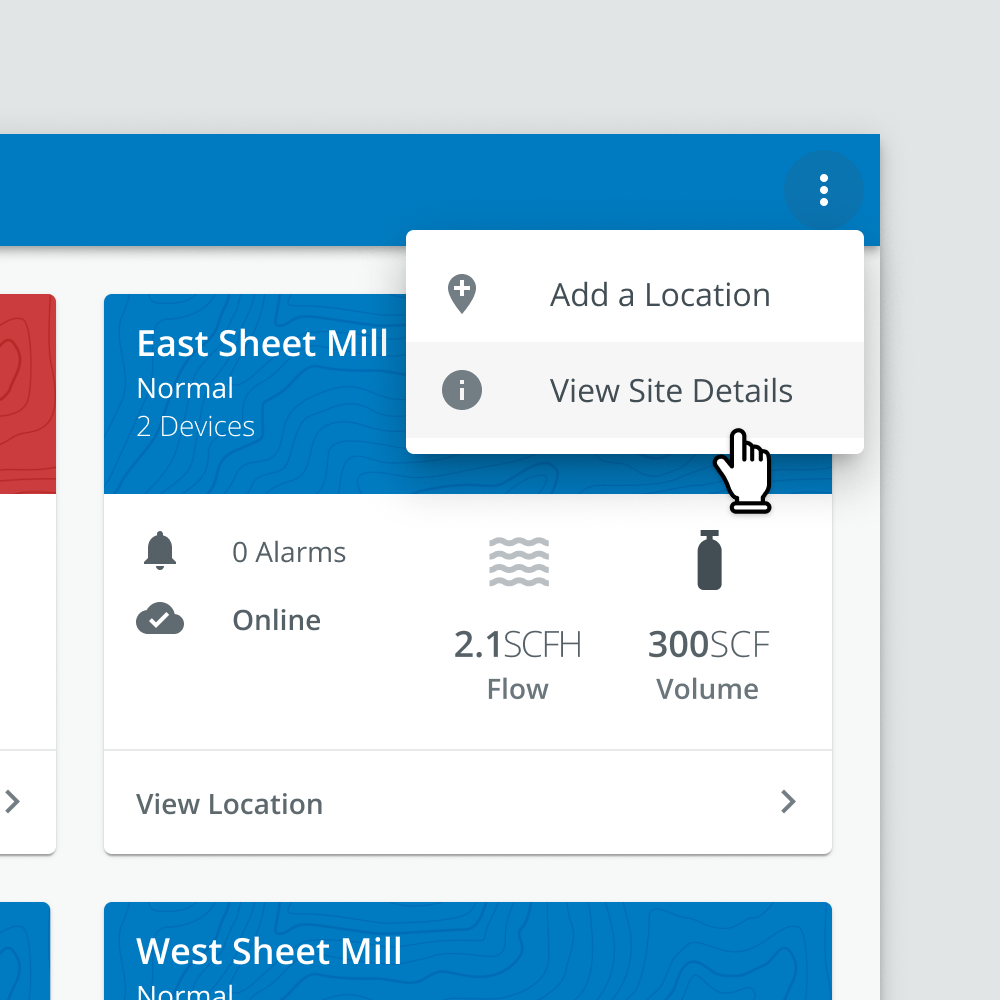 Add a Location
View Site Details
East Sheet Mill
Normal
2 Devices
0 Alarms
Online
2.1SCFH
Flow
300SCF
Volume
View Location
West Sheet Mill
Normal